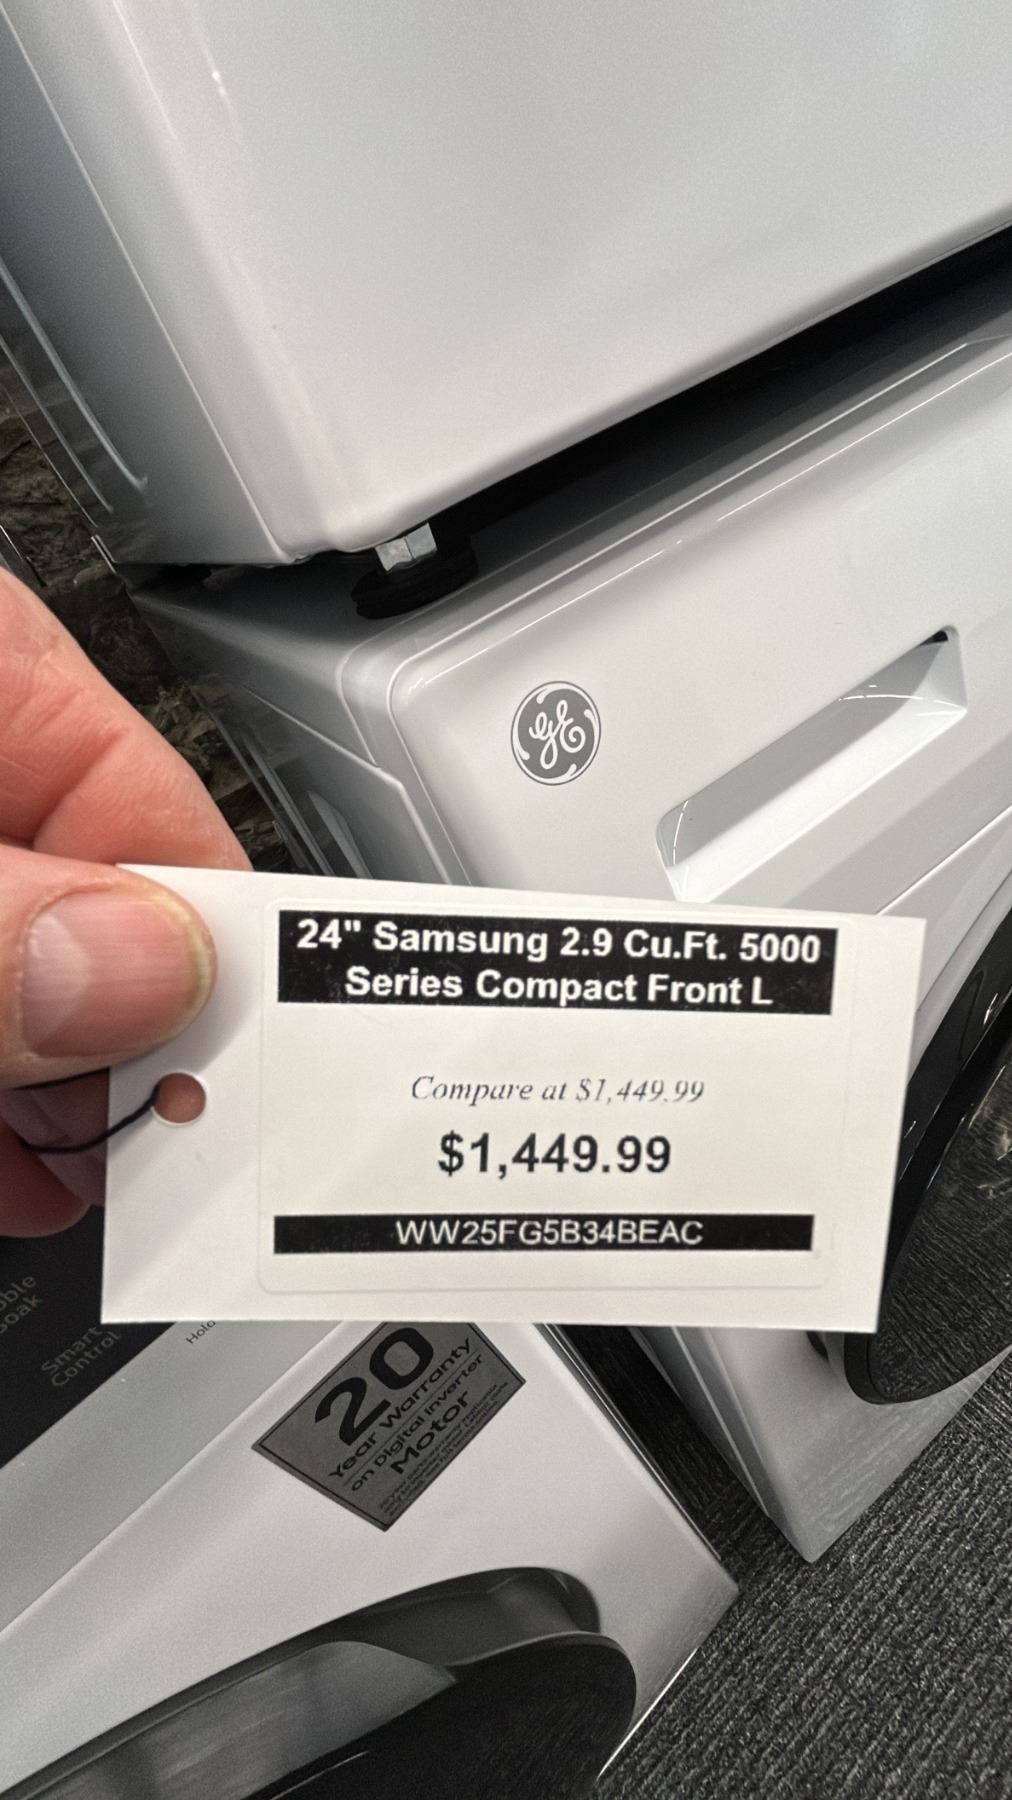 GE
24" Samsung 2.9 Cu.Ft. 5000
Series Compact Front L
Compare at $1,449.99
$1,449.99
WW25FG5B34BEAC
Smart
Control
20
Year Warranty
on Digital Inverter
Motor